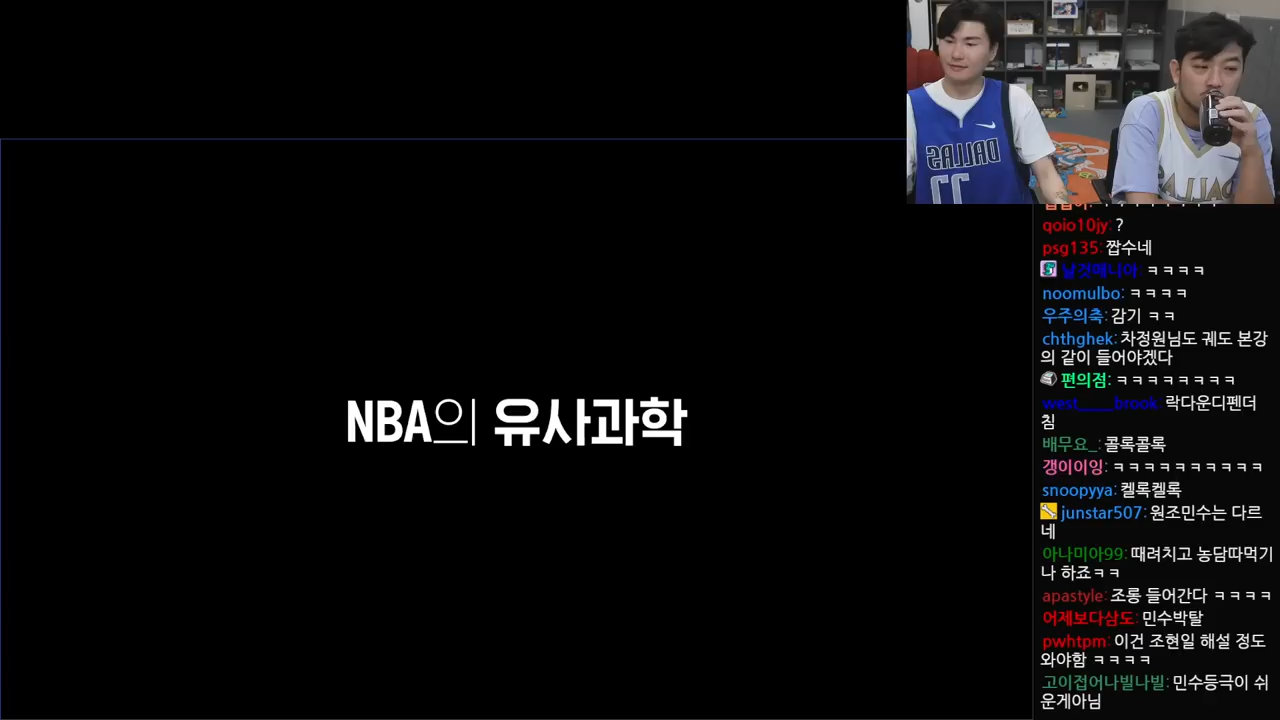 NBA의 유사과학
DALLAS
qoio10jy: ?
psg135: 짭수네
날것매니아: ㅋㅋㅋㅋ
noomulbo: ㅋㅋㅋㅋ
우주의축: 감기 ㅋㅋ
chthghek: 차정원님도 궤도 본강
의 같이 들어야겠다
편의점: ㅋㅋㅋㅋㅋㅋㅋㅋ
west____brook: 락다운디펜더
침
배무요_: 콜록콜록
갱이이잉: ㅋㅋㅋㅋㅋㅋㅋㅋㅋㅋ
snoopyya: 켈록켈록
junstar507: 원조민수는 다르
네
아나미아99: 때려치고 농담따먹기
나 하죠ㅋㅋ
apastyle: 조롱 들어간다 ㅋㅋㅋㅋ
어제보다삼도: 민수박탈
pwhtpm: 이건 조현일 해설 정도
와야함 ㅋㅋㅋㅋ
고이접어나빌나빌: 민수등극이 쉬
운게아님